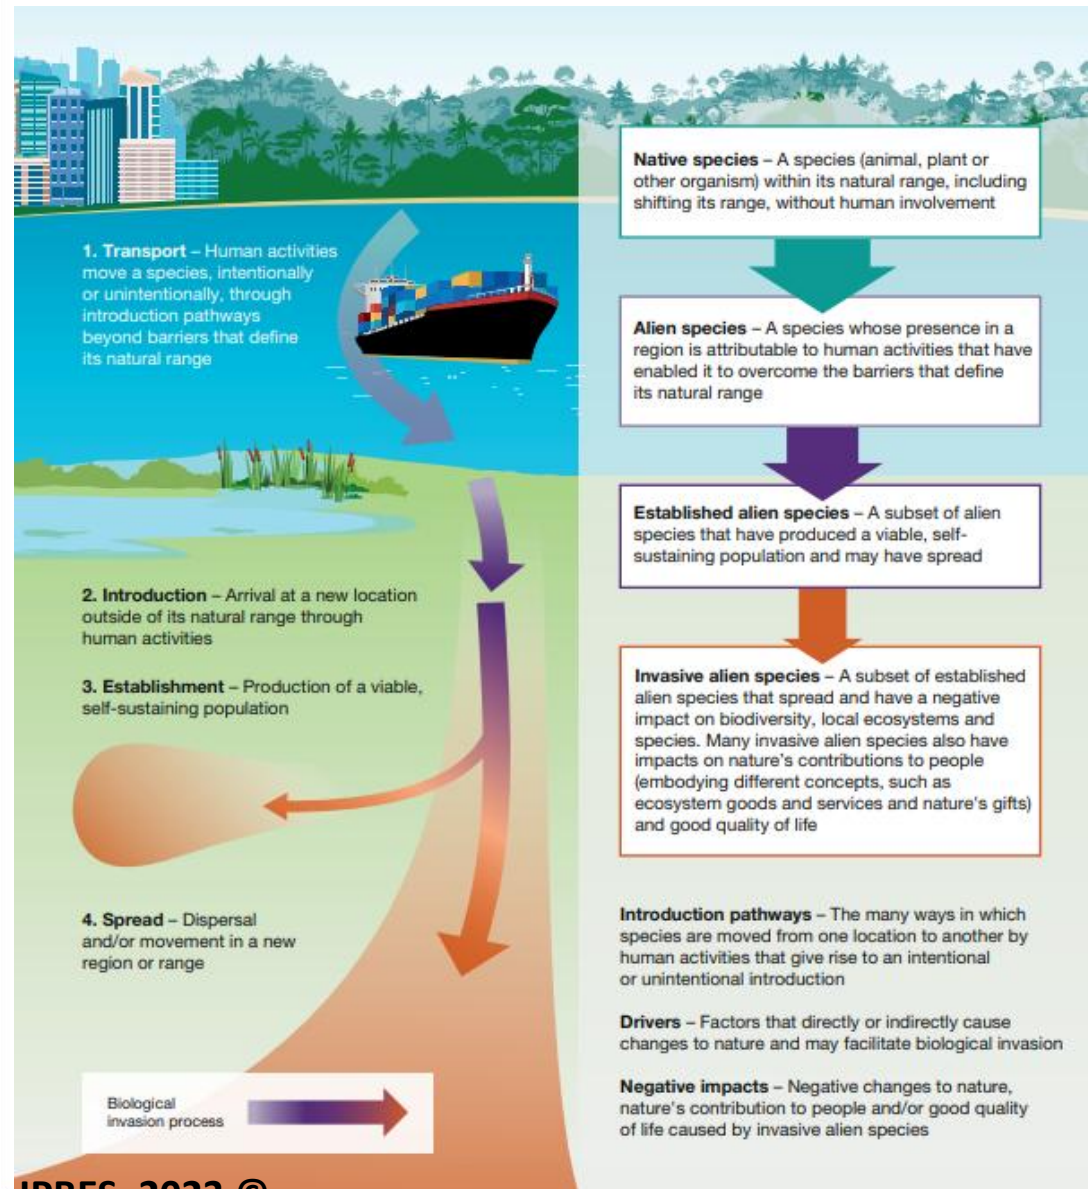 1. Transport – Human activities
move a species, intentionally
or unintentionally, through
introduction pathways
beyond barriers that define
its natural range
2. Introduction – Arrival at a new location
outside of its natural range through
human activities
3. Establishment – Production of a viable,
self-sustaining population
4. Spread – Dispersal
and/or movement in a new
region or range
Biological
invasion process
Native species – A species (animal, plant or
other organism) within its natural range, including
shifting its range, without human involvement
Alien species – A species whose presence in a
region is attributable to human activities that have
enabled it to overcome the barriers that define
its natural range
Established alien species – A subset of alien
species that have produced a viable, self-
sustaining population and may have spread
Invasive alien species – A subset of established
alien species that spread and have a negative
impact on biodiversity, local ecosystems and
species. Many invasive alien species also have
impacts on nature's contributions to people
(embodying different concepts, such as
ecosystem goods and services and nature's gifts)
and good quality of life
Introduction pathways – The many ways in which
species are moved from one location to another by
human activities that give rise to an intentional
or unintentional introduction
Drivers – Factors that directly or indirectly cause
changes to nature and may facilitate biological invasion
Negative impacts – Negative changes to nature,
nature's contribution to people and/or good quality
of life caused by invasive alien species